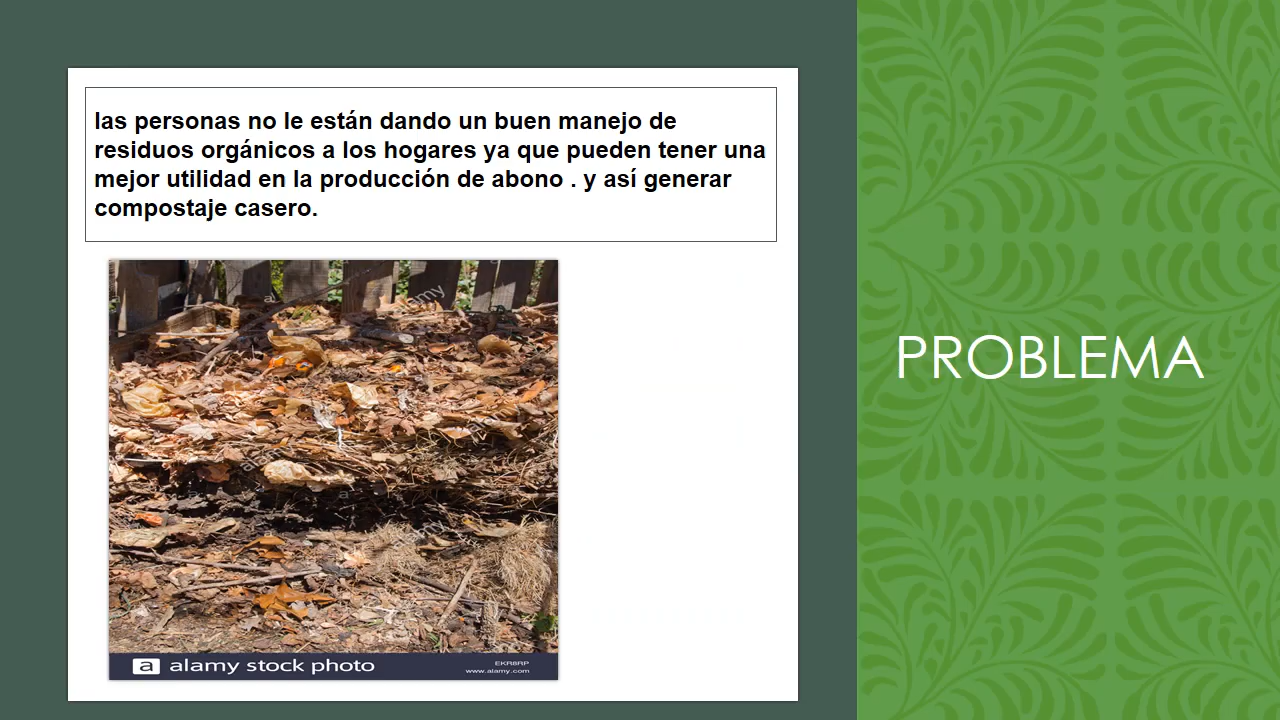 las personas no le están dando un buen manejo de
residuos orgánicos a los hogares ya que pueden tener una
mejor utilidad en la producción de abono . y así generar
compostaje casero.
PROBLEMA
a alamy stock photo
EKR8RP
www.alamy.com